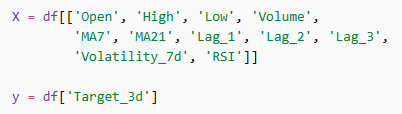 X = df[['Open', 'High', 'Low', 'Volume',
'MA7', 'MA21', 'Lag_1', 'Lag_2', 'Lag_3',
'Volatility_7d', 'RSI']]
y = df['Target_3d']